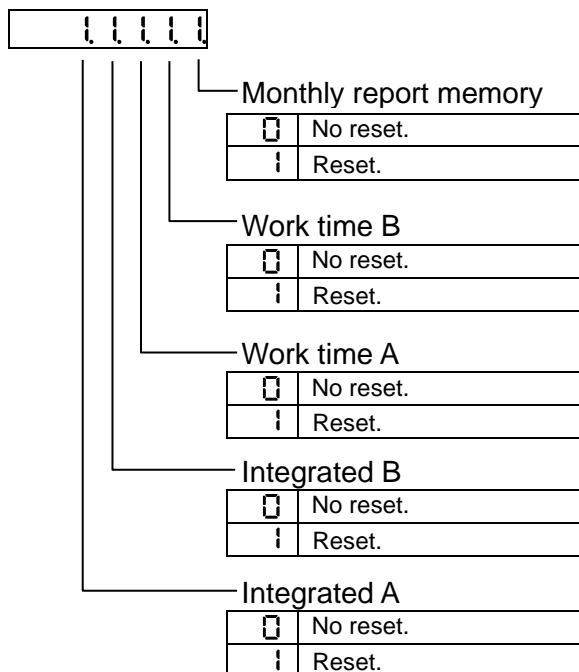 1. 1. 1. 1. 1.
Monthly report memory
0 No reset.
1 Reset.
Work time B
0 No reset.
1 Reset.
Work time A
0 No reset.
1 Reset.
Integrated B
0 No reset.
1 Reset.
Integrated A
0 No reset.
1 Reset.